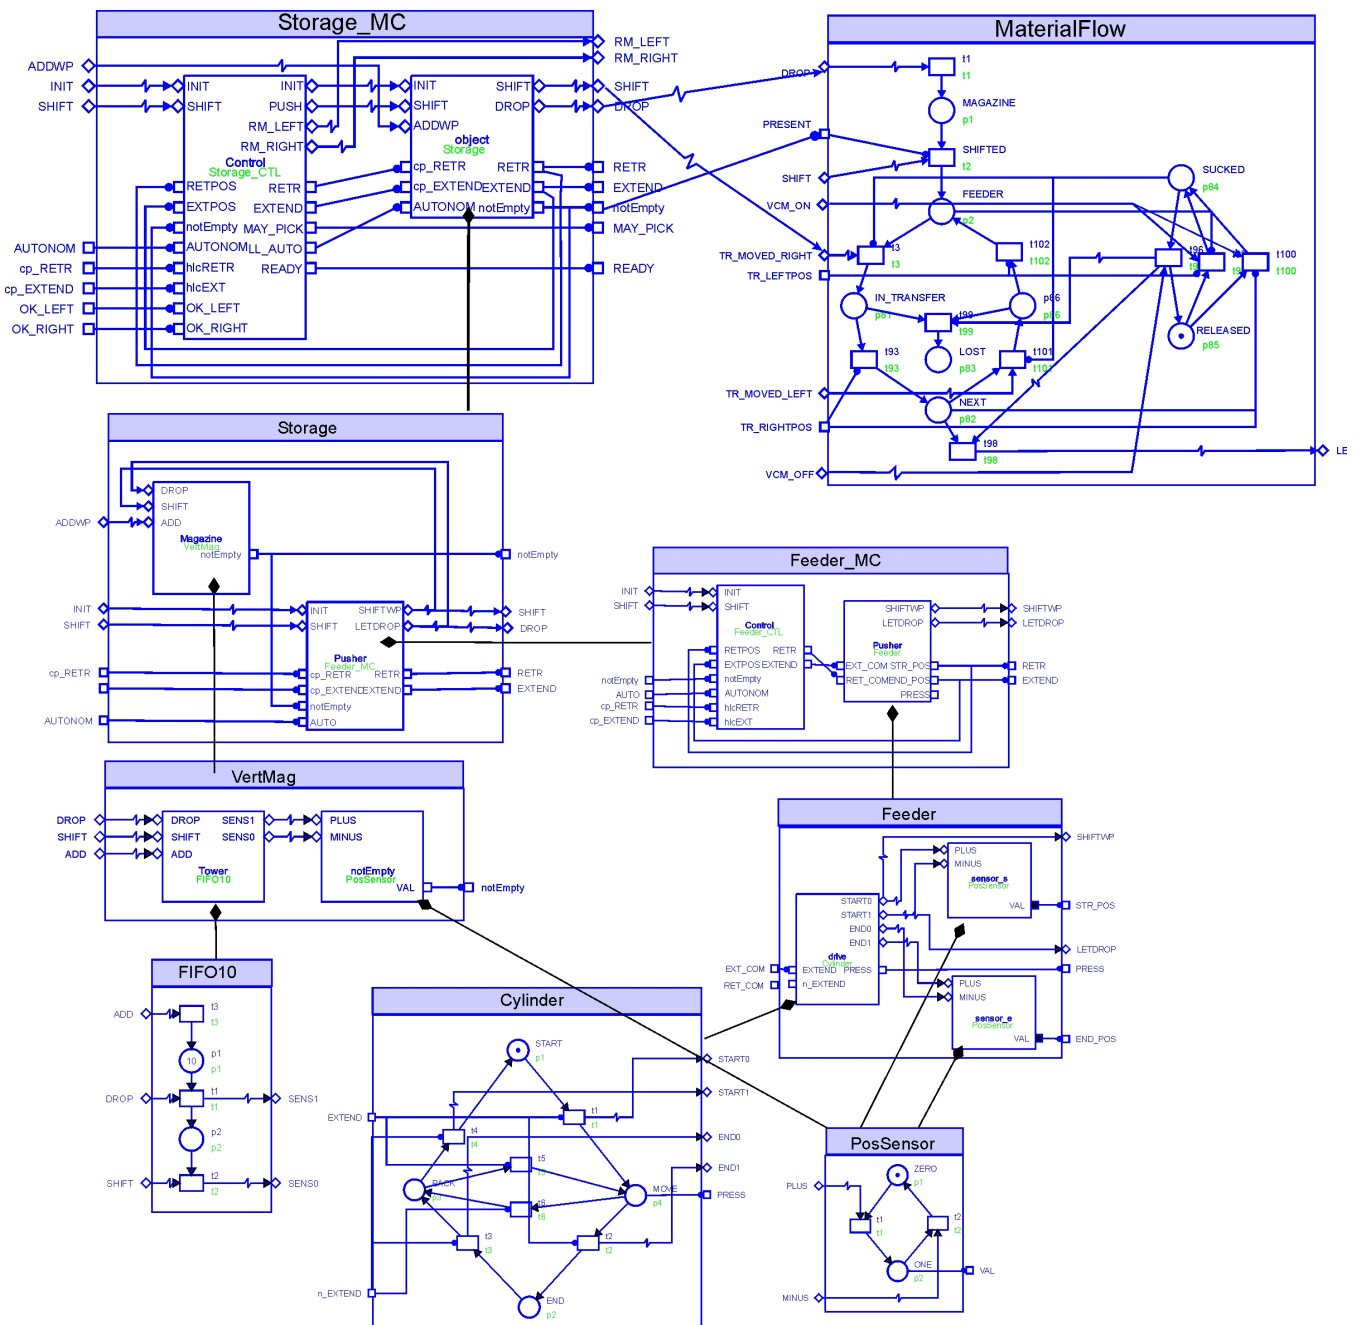 Storage_MC
RM_LEFT
RM_RIGHT
ADDWP
INIT
SHIFT
INIT
SHIFT
INIT
PUSH
RM_LEFT
RM_RIGHT
Control
Storage_CTL
RETPOS
EXTPOS
notEmpty
AUTONOM
hlcRETR
hlcEXT
OK_LEFT
OK_RIGHT
RETR
EXTEND
MAY_PICK
LL_AUTO
READY
INIT
SHIFT
ADDWP
object
Storage
cp_RETR
cp_EXTEND
AUTONOM
SHIFT
DROP
RETR
EXTEND
notEmpty
SHIFT
DROP
RETR
EXTEND
notEmpty
MAY_PICK
READY
AUTONOM
cp_RETR
cp_EXTEND
OK_LEFT
OK_RIGHT
MaterialFlow
DROP
PRESENT
SHIFT
VCM_ON
TR_MOVED_RIGHT
TR_LEFTPOS
TR_MOVED_LEFT
TR_RIGHTPOS
VCM_OFF
t1
t1
MAGAZINE
p1
SHIFTED
t2
FEEDER
p2
t3
t3
t102
t102
IN_TRANSFER
p81
p86
p86
t99
t99
LOST
p83
t93
t93
t101
t101
NEXT
p82
t98
t98
SUCKED
p84
t96
t100
t100
RELEASED
p85
LE
Storage
DROP
SHIFT
ADD
Magazine
VertMag
notEmpty
ADDWP
INIT
SHIFT
cp_RETR
AUTONOM
INIT
SHIFT
SHIFTWP
LETDROP
Pusher
Feeder_MC
cp_RETR
cp_EXTEND
notEmpty
AUTO
RETR
EXTEND
notEmpty
SHIFT
DROP
RETR
EXTEND
Feeder_MC
INIT
SHIFT
notEmpty
AUTO
cp_RETR
cp_EXTEND
INIT
SHIFT
Control
Feeder_CTL
RETPOS
EXTPOS
notEmpty
AUTONOM
hlcRETR
hlcEXT
RETR
EXTEND
SHIFTWP
LETDROP
Pusher
Feeder
EXT_COM
RET_COM
STR_POS
END_POS
PRESS
SHIFTWP
LETDROP
RETR
EXTEND
VertMag
DROP
SHIFT
ADD
DROP
SHIFT
ADD
SENS1
SENS0
Tower
FIFO10
PLUS
MINUS
notEmpty
PosSensor
VAL
notEmpty
Feeder
START0
START1
END0
END1
drive
Cylinder
EXTEND
PRESS
n_EXTEND
EXT_COM
RET_COM
PLUS
MINUS
sensor_s
PosSensor
VAL
PLUS
MINUS
sensor_e
PosSensor
VAL
SHIFTWP
STR_POS
LETDROP
PRESS
END_POS
FIFO10
ADD
DROP
SHIFT
t3
t3
10
p1
p1
t1
t1
p2
p2
t2
t2
SENS1
SENS0
Cylinder
EXTEND
n_EXTEND
START
p1
t1
t1
t4
t4
t5
t5
BACK
p3
MOVE
p4
t6
t6
t3
t3
t2
t2
END
p2
START0
START1
END0
END1
PRESS
PosSensor
PLUS
MINUS
ZERO
p1
t1
t1
t2
t2
ONE
p2
VAL